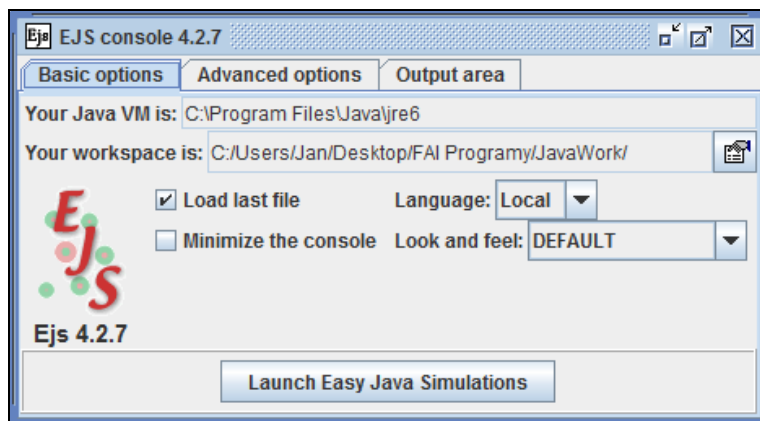 Ejs EJS console 4.2.7
Basic options Advanced options Output area
Your Java VM is: C:\Program Files\Java\jre6
Your workspace is: C:/Users/Jan/Desktop/FAI Programy/JavaWork/
Load last file Language: Local
Minimize the console Look and feel: DEFAULT
EJS
Ejs 4.2.7
Launch Easy Java Simulations